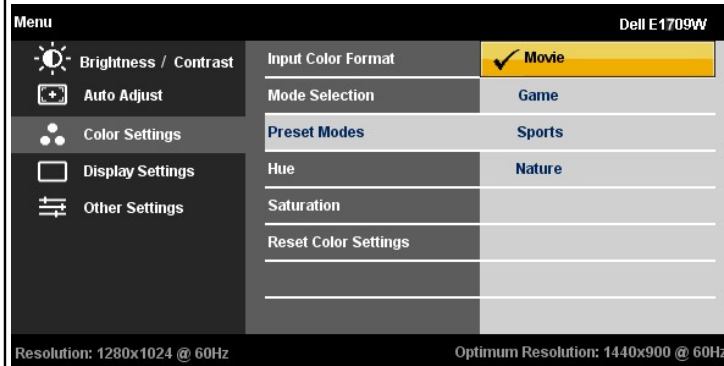 Menu Dell E1709W
Brightness / Contrast
Auto Adjust
Color Settings
Display Settings
Other Settings
Input Color Format
Mode Selection
Preset Modes
Hue
Saturation
Reset Color Settings
Movie
Game
Sports
Nature
Resolution: 1280x1024 @ 60Hz Optimum Resolution: 1440x900 @ 60Hz